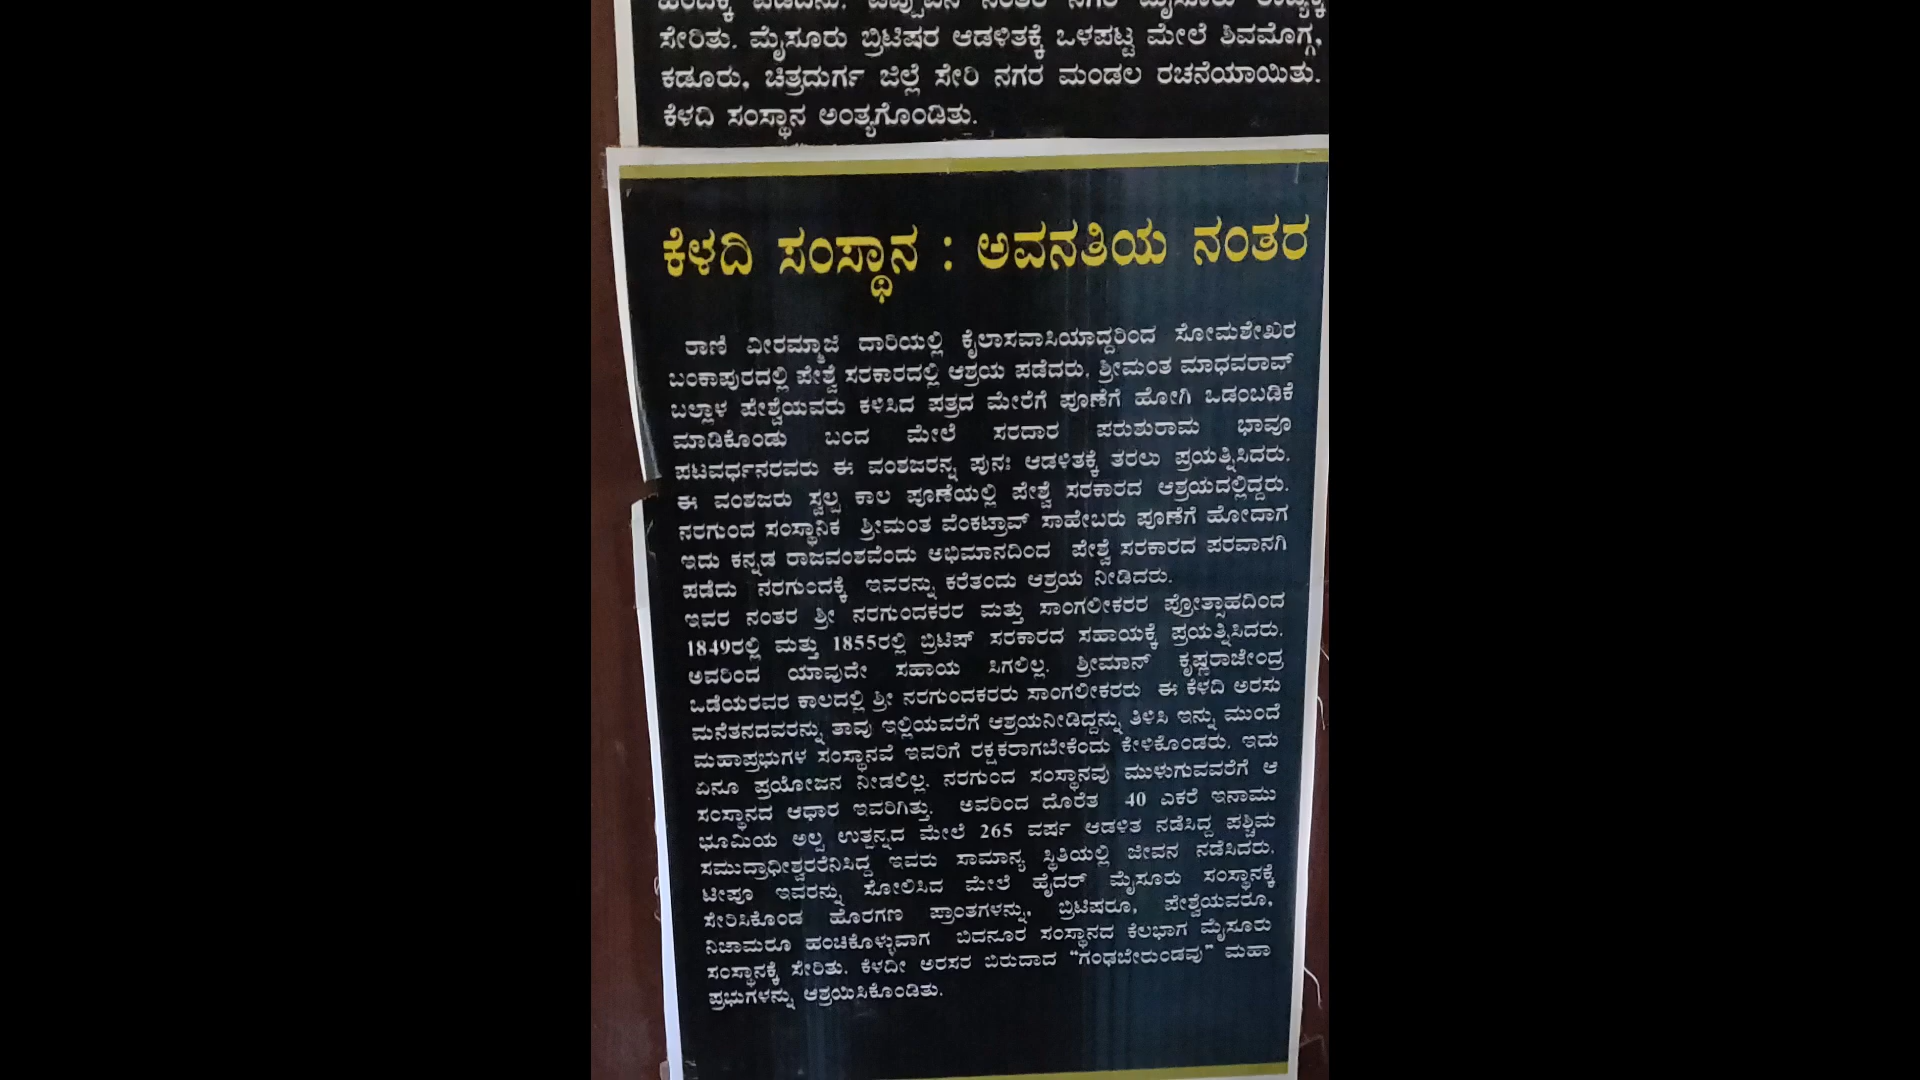 ಸೇರಿತು. ಮೈಸೂರು ಬ್ರಿಟಿಷರ ಆಡಳಿತಕ್ಕೆ ಒಳಪಟ್ಟ ಮೇಲೆ ಶಿವಮೊಗ್ಗ,
ಕಡೂರು, ಚಿತ್ರದುರ್ಗ ಜಿಲ್ಲೆ ಸೇರಿ ನಗರ ಮಂಡಲ ರಚನೆಯಾಯಿತು.
ಕೆಳದಿ ಸಂಸ್ಥಾನ ಅಂತ್ಯಗೊಂಡಿತು.
ಕೆಳದಿ ಸಂಸ್ಥಾನ : ಅವನತಿಯ ನಂತರ
ರಾಣಿ ವೀರಮ್ಮಾಜಿ ದಾರಿಯಲ್ಲಿ ಕೈಲಾಸವಾಸಿಯಾದ್ದರಿಂದ ಸೋಮಶೇಖರ
ಬಂಕಾಪುರದಲ್ಲಿ ಪೇಶ್ವೆ ಸರಕಾರದಲ್ಲಿ ಆಶ್ರಯ ಪಡೆದರು. ಶ್ರೀಮಂತ ಮಾಧವರಾವ್
ಬಲ್ಲಾಳ ಪೇಶ್ವೆಯವರು ಕಳಿಸಿದ ಪತ್ರದ ಮೇರೆಗೆ ಪೂಣೆಗೆ ಹೋಗಿ ಒಡಂಬಡಿಕೆ
ಮಾಡಿಕೊಂಡು ಬಂದ ಮೇಲೆ ಸರದಾರ ಪರುಶುರಾಮ ಭಾವೂ
ಪಟವರ್ಧನರವರು ಈ ವಂಶಜರನ್ನ ಪುನಃ ಆಡಳಿತಕ್ಕೆ ತರಲು ಪ್ರಯತ್ನಿಸಿದರು.
ಈ ವಂಶಜರು ಸ್ವಲ್ಪ ಕಾಲ ಪೂಣೆಯಲ್ಲಿ ಪೇಶ್ವೆ ಸರಕಾರದ ಆಶ್ರಯದಲ್ಲಿದ್ದರು.
ನರಗುಂದ ಸಂಸ್ಥಾನಿಕ ಶ್ರೀಮಂತ ವೆಂಕಟ್ರಾವ್ ಸಾಹೇಬರು ಪೂಣೆಗೆ ಹೋದಾಗ
ಇದು ಕನ್ನಡ ರಾಜವಂಶವೆಂದು ಅಭಿಮಾನದಿಂದ ಪೇಶ್ವೆ ಸರಕಾರದ ಪರವಾನಗಿ
ಪಡೆದು ನರಗುಂದಕ್ಕೆ ಇವರನ್ನು ಕರೆತಂದು ಆಶ್ರಯ ನೀಡಿದರು.
ಇವರ ನಂತರ ಶ್ರೀ ನರಗುಂದಕರರ ಮತ್ತು ಸಾಂಗಲೀಕರರ ಪ್ರೋತ್ಸಾಹದಿಂದ
1849ರಲ್ಲಿ ಮತ್ತು 1855ರಲ್ಲಿ ಬ್ರಿಟಿಷ್ ಸರಕಾರದ ಸಹಾಯಕ್ಕೆ ಪ್ರಯತ್ನಿಸಿದರು.
ಅವರಿಂದ ಯಾವುದೇ ಸಹಾಯ ಸಿಗಲಿಲ್ಲ. ಶ್ರೀಮಾನ್ ಕೃಷ್ಣರಾಜೇಂದ್ರ
ಒಡೆಯರವರ ಕಾಲದಲ್ಲಿ ಶ್ರೀ ನರಗುಂದಕರರು ಸಾಂಗಲೀಕರರು ಈ ಕೆಳದಿ ಅರಸು
ಮನೆತನದವರನ್ನು ತಾವು ಇಲ್ಲಿಯವರೆಗೆ ಆಶ್ರಯನೀಡಿದ್ದನ್ನು ತಿಳಿಸಿ ಇನ್ನು ಮುಂದೆ
ಮಹಾಪ್ರಭುಗಳ ಸಂಸ್ಥಾನವೆ ಇವರಿಗೆ ರಕ್ಷಕರಾಗಬೇಕೆಂದು ಕೇಳಿಕೊಂಡರು. ಇದು
ಏನೂ ಪ್ರಯೋಜನ ನೀಡಲಿಲ್ಲ. ನರಗುಂದ ಸಂಸ್ಥಾನವು ಮುಳುಗುವವರೆಗೆ ಆ
ಸಂಸ್ಥಾನದ ಆಧಾರ ಇವರಿಗಿತ್ತು. ಅವರಿಂದ ದೊರೆತ 40 ಎಕರೆ ಇನಾಮು
ಭೂಮಿಯ ಅಲ್ಪ ಉತ್ಪನ್ನದ ಮೇಲೆ 265 ವರ್ಷ ಆಡಳಿತ ನಡೆಸಿದ್ದ ಪಶ್ಚಿಮ
ಸಮುದ್ರಾಧೀಶ್ವರರೆನಿಸಿದ್ದ ಇವರು ಸಾಮಾನ್ಯ ಸ್ಥಿತಿಯಲ್ಲಿ ಜೀವನ ನಡೆಸಿದರು.
ಟೀಪೂ ಇವರನ್ನು ಸೋಲಿಸಿದ ಮೇಲೆ ಹೈದರ್ ಮೈಸೂರು ಸಂಸ್ಥಾನಕ್ಕೆ
ಸೇರಿಸಿಕೊಂಡ ಹೊರಗಣ ಪ್ರಾಂತಗಳನ್ನು, ಬ್ರಿಟಿಷರೂ, ಪೇಶ್ವೆಯವರೂ,
ನಿಜಾಮರೂ ಹಂಚಿಕೊಳ್ಳುವಾಗ ಬಿದನೂರ ಸಂಸ್ಥಾನದ ಕೆಲಭಾಗ ಮೈಸೂರು
ಸಂಸ್ಥಾನಕ್ಕೆ ಸೇರಿತು. ಕೆಳದೀ ಅರಸರ ಬಿರುದಾದ “ಗಂಢಬೇರುಂಡವು” ಮಹಾ
ಪ್ರಭುಗಳನ್ನು ಆಶ್ರಯಿಸಿಕೊಂಡಿತು.